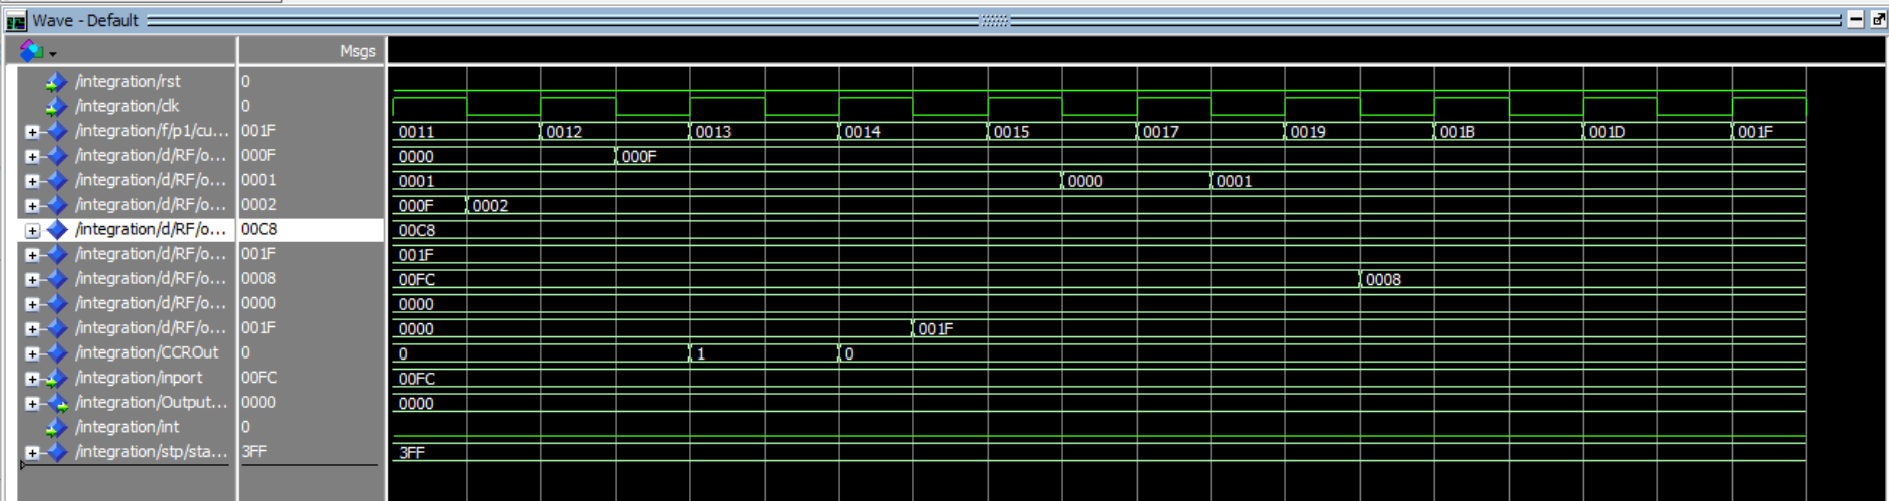 Wave - Default
Msgs
/integration/rst 0
/integration/clk 0
/integration/f/p1/cu... 001F 0011 0012 0013 0014 0015 0017 0019 001B 001D 001F
/integration/d/RF/o... 000F 0000 000F
/integration/d/RF/o... 0001 0001 0000 0001
/integration/d/RF/o... 0002 000F 0002
/integration/d/RF/o... 00C8 00C8
/integration/d/RF/o... 001F 001F
/integration/d/RF/o... 0008 00FC 0008
/integration/d/RF/o... 0000 0000
/integration/d/RF/o... 001F 0000 001F
/integration/CCROut 0 0 1 0
/integration/inport 00FC 00FC
/integration/Output... 0000 0000
/integration/int 0
/integration/stp/sta... 3FF 3FF